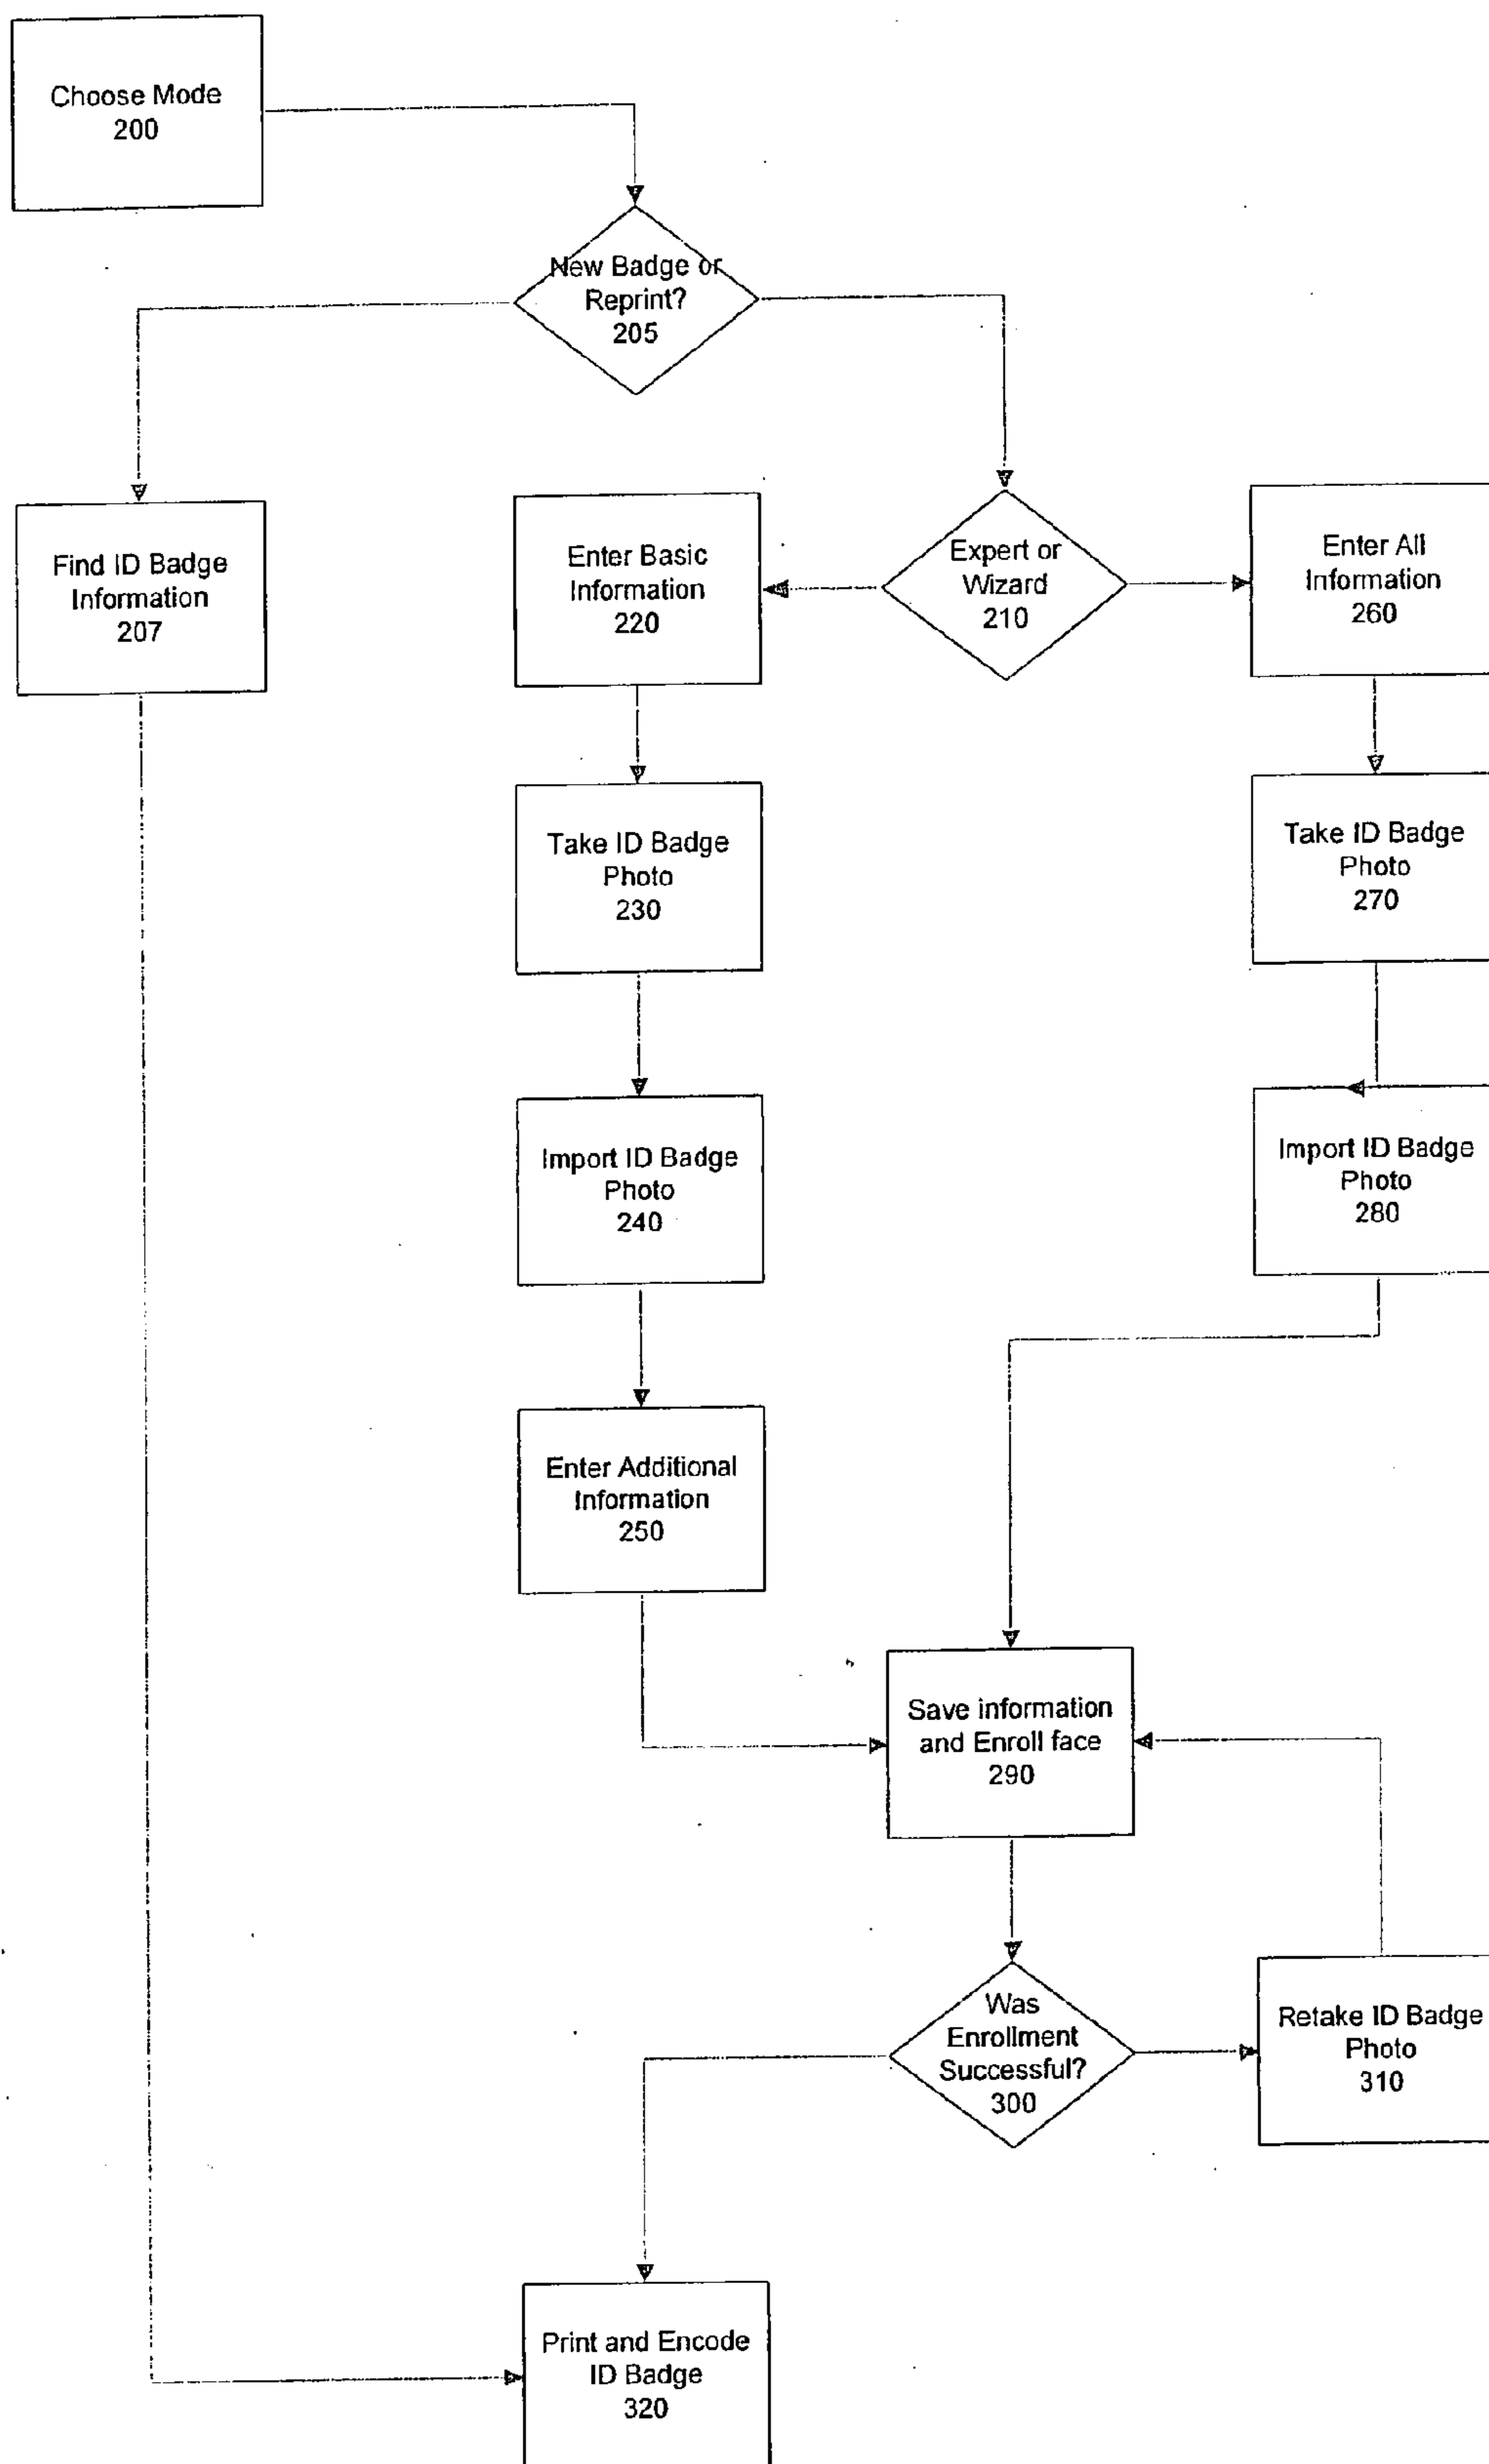 Choose Mode
200
New Badge or
Reprint?
205
Find ID Badge
Information
207
Enter Basic
Information
220
Expert or
Wizard
210
Enter All
Information
260
Take ID Badge
Photo
230
Take ID Badge
Photo
270
Import ID Badge
Photo
240
Import ID Badge
Photo
280
Enter Additional
Information
250
Save information
and Enroll face
290
Was
Enrollment
Successful?
300
Retake ID Badge
Photo
310
Print and Encode
ID Badge
320